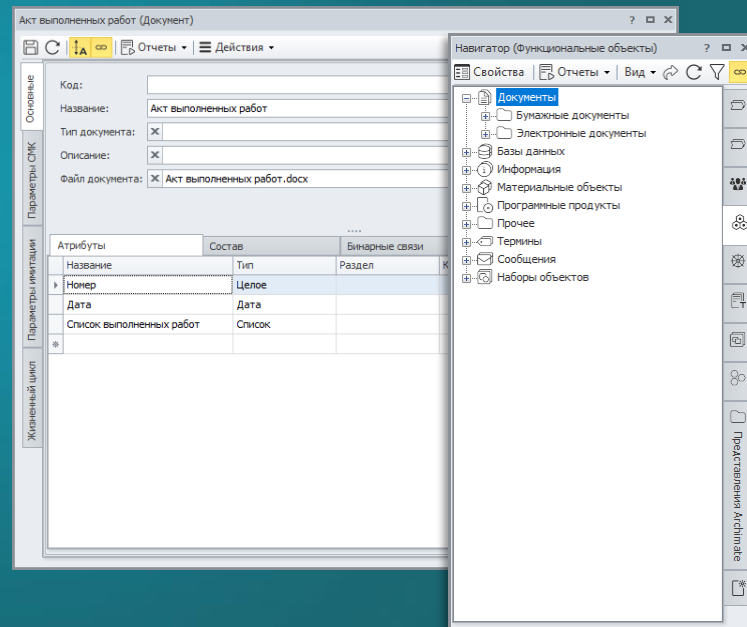 Акт выполненных работ (Документ)
Отчеты
Действия
Основные
Параметры СМК
Параметры имитации
Жизненный цикл
Код:
Название: Акт выполненных работ
Тип документа:
Описание:
Файл документа: Акт выполненных работ.docx
Атрибуты Состав Бинарные связи
Название Тип Раздел К
Номер Целое
Дата Дата
Список выполненных работ Список
Навигатор (Функциональные объекты)
Свойства Отчеты Вид
Документы
Бумажные документы
Электронные документы
Базы данных
Информация
Материальные объекты
Программные продукты
Прочее
Термины
Сообщения
Наборы объектов
Представления Archimate